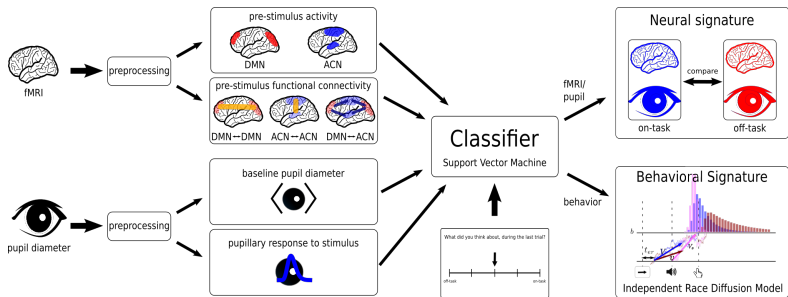 pre-stimulus activity
DMN
ACN
fMRI
preprocessing
pre-stimulus functional connectivity
DMN↔DMN
ACN↔ACN
DMN↔ACN
Classifier
Support Vector Machine
fMRI/
pupil
behavior
Neural signature
compare
on-task
off-task
baseline pupil diameter
pupil diameter
preprocessing
pupillary response to stimulus
What did you think about, during the last trial?
off-task
on-task
Behavioral Signature
b
Independent Race Diffusion Model